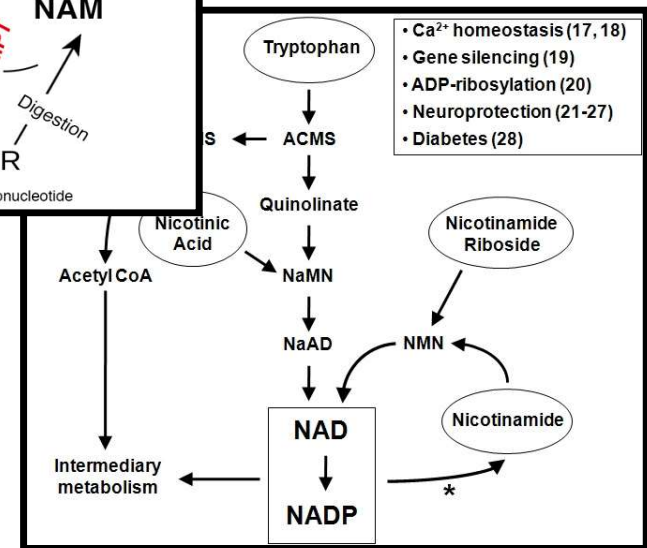 NAM
Digestion
R
onucleotide
Tryptophan
• Ca²⁺ homeostasis (17, 18)
• Gene silencing (19)
• ADP-ribosylation (20)
• Neuroprotection (21-27)
• Diabetes (28)
S
ACMS
Quinolinate
Nicotinic
Acid
Nicotinamide
Riboside
Acetyl CoA
NaMN
NaAD
NMN
Nicotinamide
NAD
NADP
Intermediary
metabolism
*